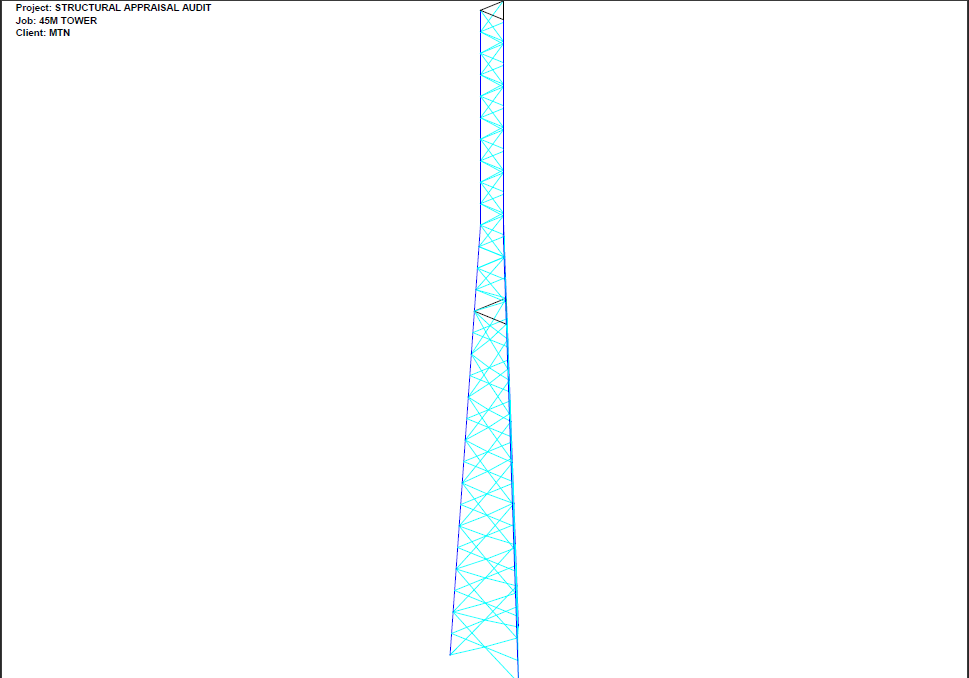 Project: STRUCTURAL APPRAISAL AUDIT
Job: 45M TOWER
Client: MTN